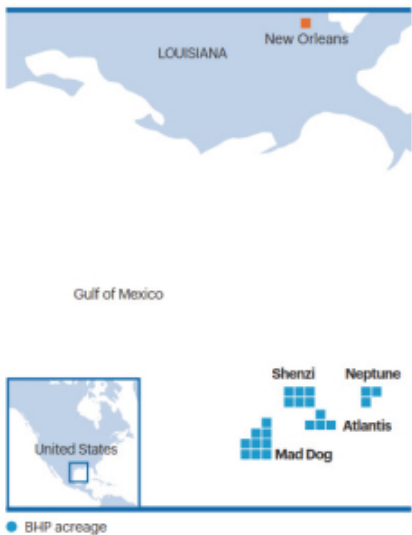 New Orleans
LOUISIANA
Gulf of Mexico
Shenzi Neptune
Atlantis
United States
Mad Dog
BHP acreage